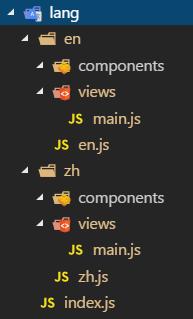 lang
en
components
views
JS main.js
JS en.js
zh
components
views
JS main.js
JS zh.js
JS index.js